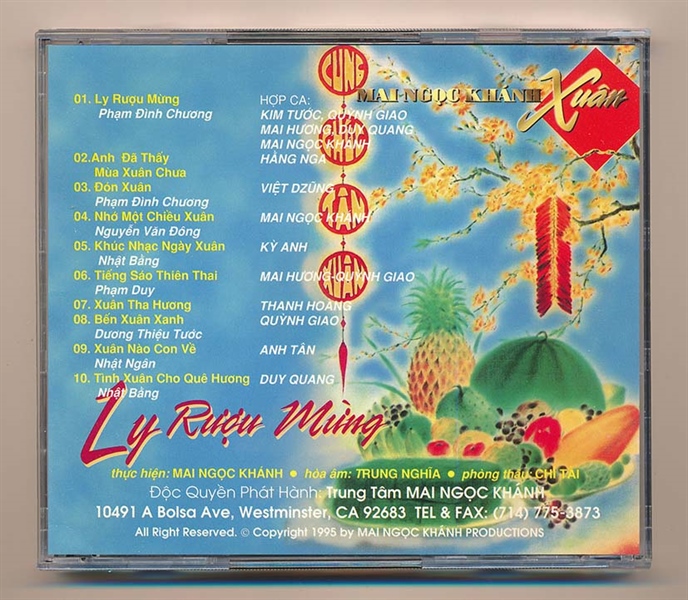 CUNG
CHÚC
TÂN
XUÂN
MAI NGỌC KHÁNH
Xuân
01. Ly Rượu Mừng HỢP CA:
Phạm Đình Chương KIM TƯỚC, QUỲNH GIAO
MAI HƯƠNG, DUY QUANG
MAI NGỌC KHÁNH
02.Anh Đã Thấy HẰNG NGA
Mùa Xuân Chưa
03. Đón Xuân VIỆT DZŨNG
Phạm Đình Chương
04. Nhớ Một Chiều Xuân MAI NGỌC KHÁNH
Nguyễn Văn Đông
05. Khúc Nhạc Ngày Xuân KỲ ANH
Nhật Bằng
06. Tiếng Sáo Thiên Thai MAI HƯƠNG-QUỲNH GIAO
Phạm Duy
07. Xuân Tha Hương THANH HOÀNG
08. Bến Xuân Xanh QUỲNH GIAO
Dương Thiệu Tước
09. Xuân Nào Con Về ANH TÂN
Nhật Ngân
10. Tình Xuân Cho Quê Hương DUY QUANG
Nhật Bằng
Ly Rượu Mừng
thực hiện: MAI NGỌC KHÁNH • hòa âm: TRUNG NGHĨA • phòng thâu: CHÍ TÀI
Độc Quyền Phát Hành: Trung Tâm MAI NGỌC KHÁNH
10491 A Bolsa Ave, Westminster, CA 92683 TEL & FAX: (714) 775-3873
All Right Reserved. © Copyright 1995 by MAI NGỌC KHÁNH PRODUCTIONS